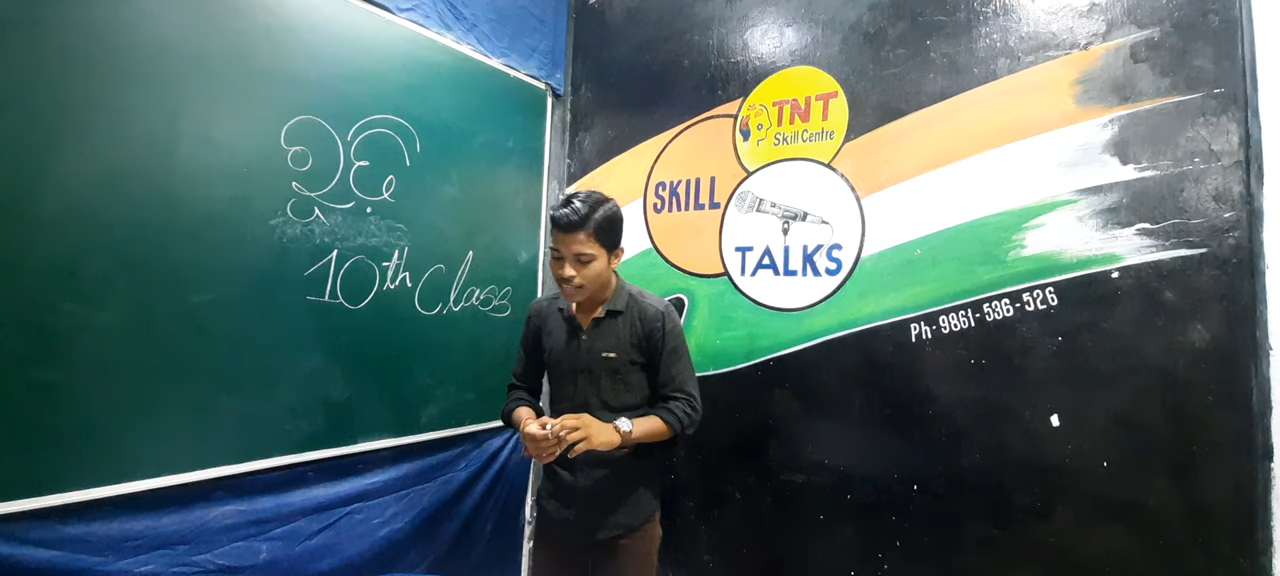 ରୂଢ଼ି
10th Class
TNT
Skill Centre
SKILL
TALKS
Ph-9861-536-526